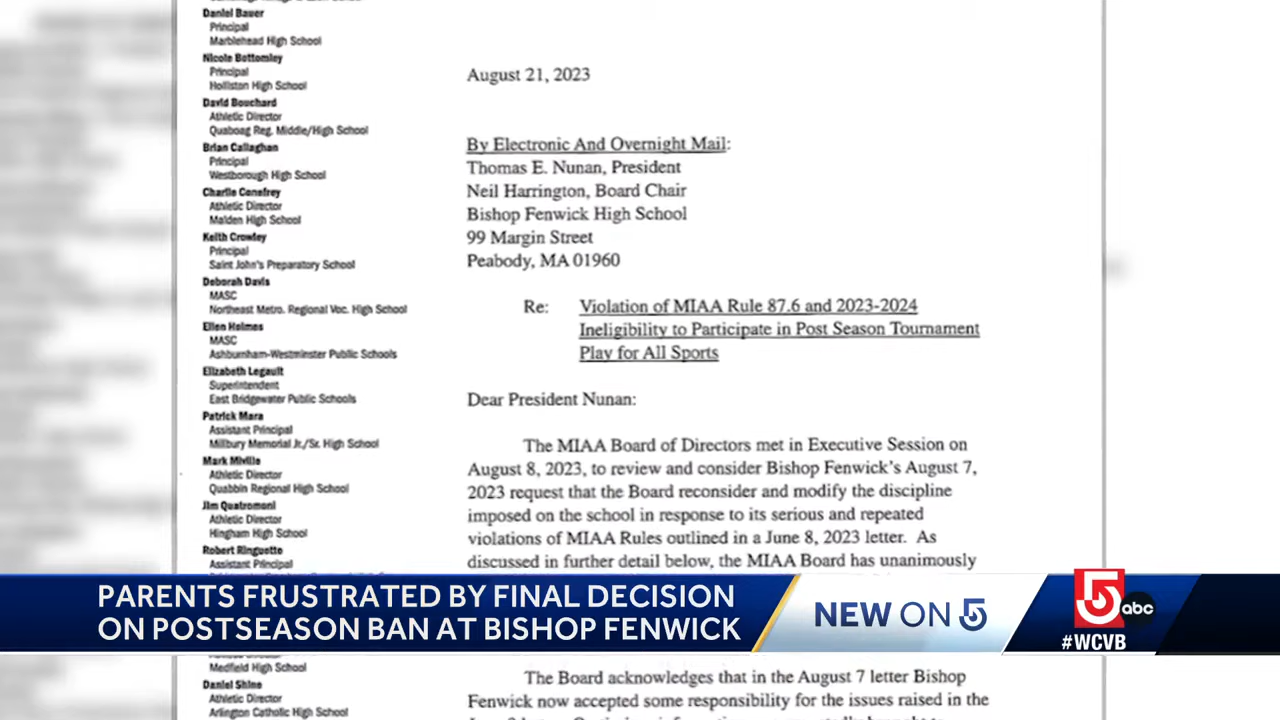 Daniel Bauer
Principal
Marblehead High School
Nicole Bottomley
Principal
Holliston High School
David Bouchard
Athletic Director
Quaboag Reg. Middle/High School
Brian Callaghan
Principal
Westborough High School
Charlie Conefrey
Athletic Director
Malden High School
Keith Crowley
Principal
Saint John's Preparatory School
Deborah Davis
MASC
Northeast Metro. Regional Voc. High School
Ellen Holmes
MASC
Ashburnham-Westminster Public Schools
Elizabeth Legault
Superintendent
East Bridgewater Public Schools
Patrick Mara
Assistant Principal
Millbury Memorial Jr./Sr. High School
Mark Miville
Athletic Director
Quabbin Regional High School
Jim Quatromoni
Athletic Director
Hingham High School
Robert Ringuette
Assistant Principal
Medfield High School
Daniel Shine
Athletic Director
Arlington Catholic High School
August 21, 2023
By Electronic And Overnight Mail:
Thomas E. Nunan, President
Neil Harrington, Board Chair
Bishop Fenwick High School
99 Margin Street
Peabody, MA 01960
Re: Violation of MIAA Rule 87.6 and 2023-2024
Ineligibility to Participate in Post Season Tournament
Play for All Sports
Dear President Nunan:
The MIAA Board of Directors met in Executive Session on
August 8, 2023, to review and consider Bishop Fenwick's August 7,
2023 request that the Board reconsider and modify the discipline
imposed on the school in response to its serious and repeated
violations of MIAA Rules outlined in a June 8, 2023 letter. As
discussed in further detail below, the MIAA Board has unanimously
The Board acknowledges that in the August 7 letter Bishop
Fenwick now accepted some responsibility for the issues raised in the
PARENTS FRUSTRATED BY FINAL DECISION
ON POSTSEASON BAN AT BISHOP FENWICK
NEW ON 5
5 abc
#WCVB